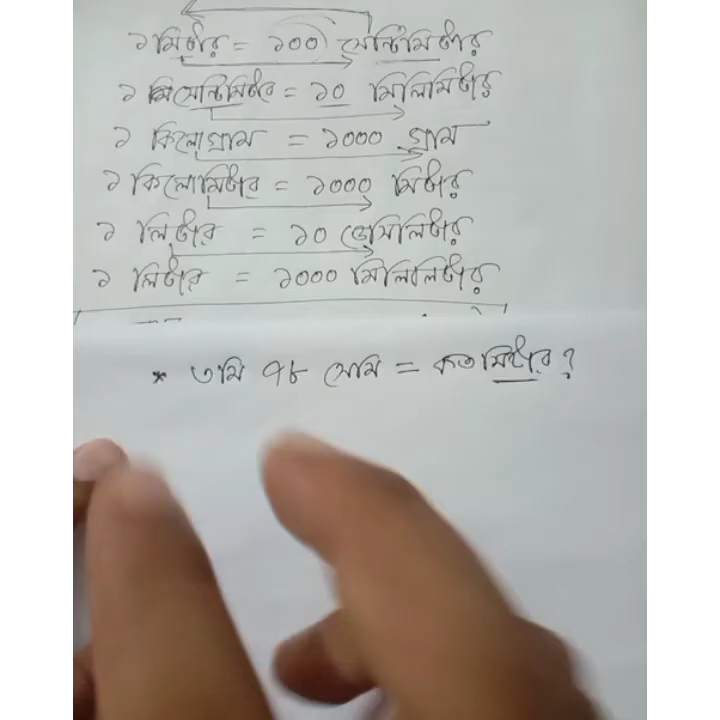 ১ মিটার = ১০০ সেন্টিমিটার
১ সেন্টিমিটার = ১০ মিলিমিটার
১ কিলোগ্রাম = ১০০০ গ্রাম
১ কিলোমিটার = ১০০০ মিটার
১ লিটার = ১০ ডেসিলিটার
১ লিটার = ১০০০ মিলিলিটার
* ৩মি ৭৮ সেমি = কত মিটার?